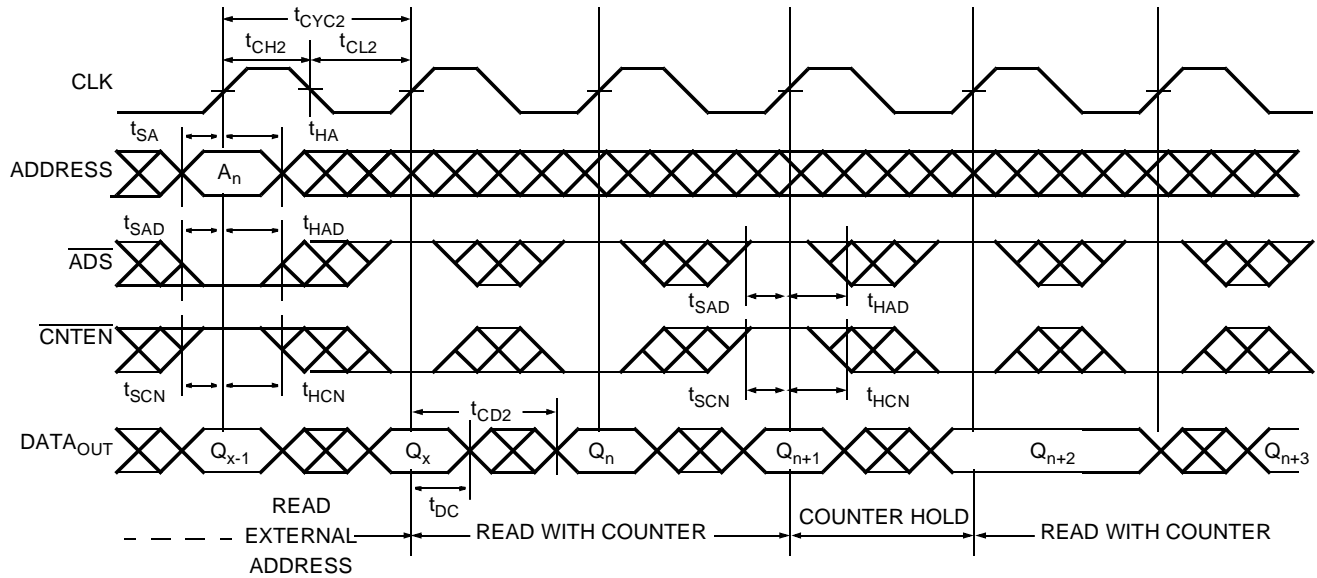 tCYC2
tCH2 tCL2
CLK
tSA tHA
ADDRESS An
tSAD tHAD
ADS
tSAD tHAD
CNTEN
tSCN tHCN tSCN tHCN
tCD2
DATAOUT Qx-1 Qx Qn Qn+1 Qn+2 Qn+3
tDC
READ EXTERNAL ADDRESS
READ WITH COUNTER
COUNTER HOLD
READ WITH COUNTER